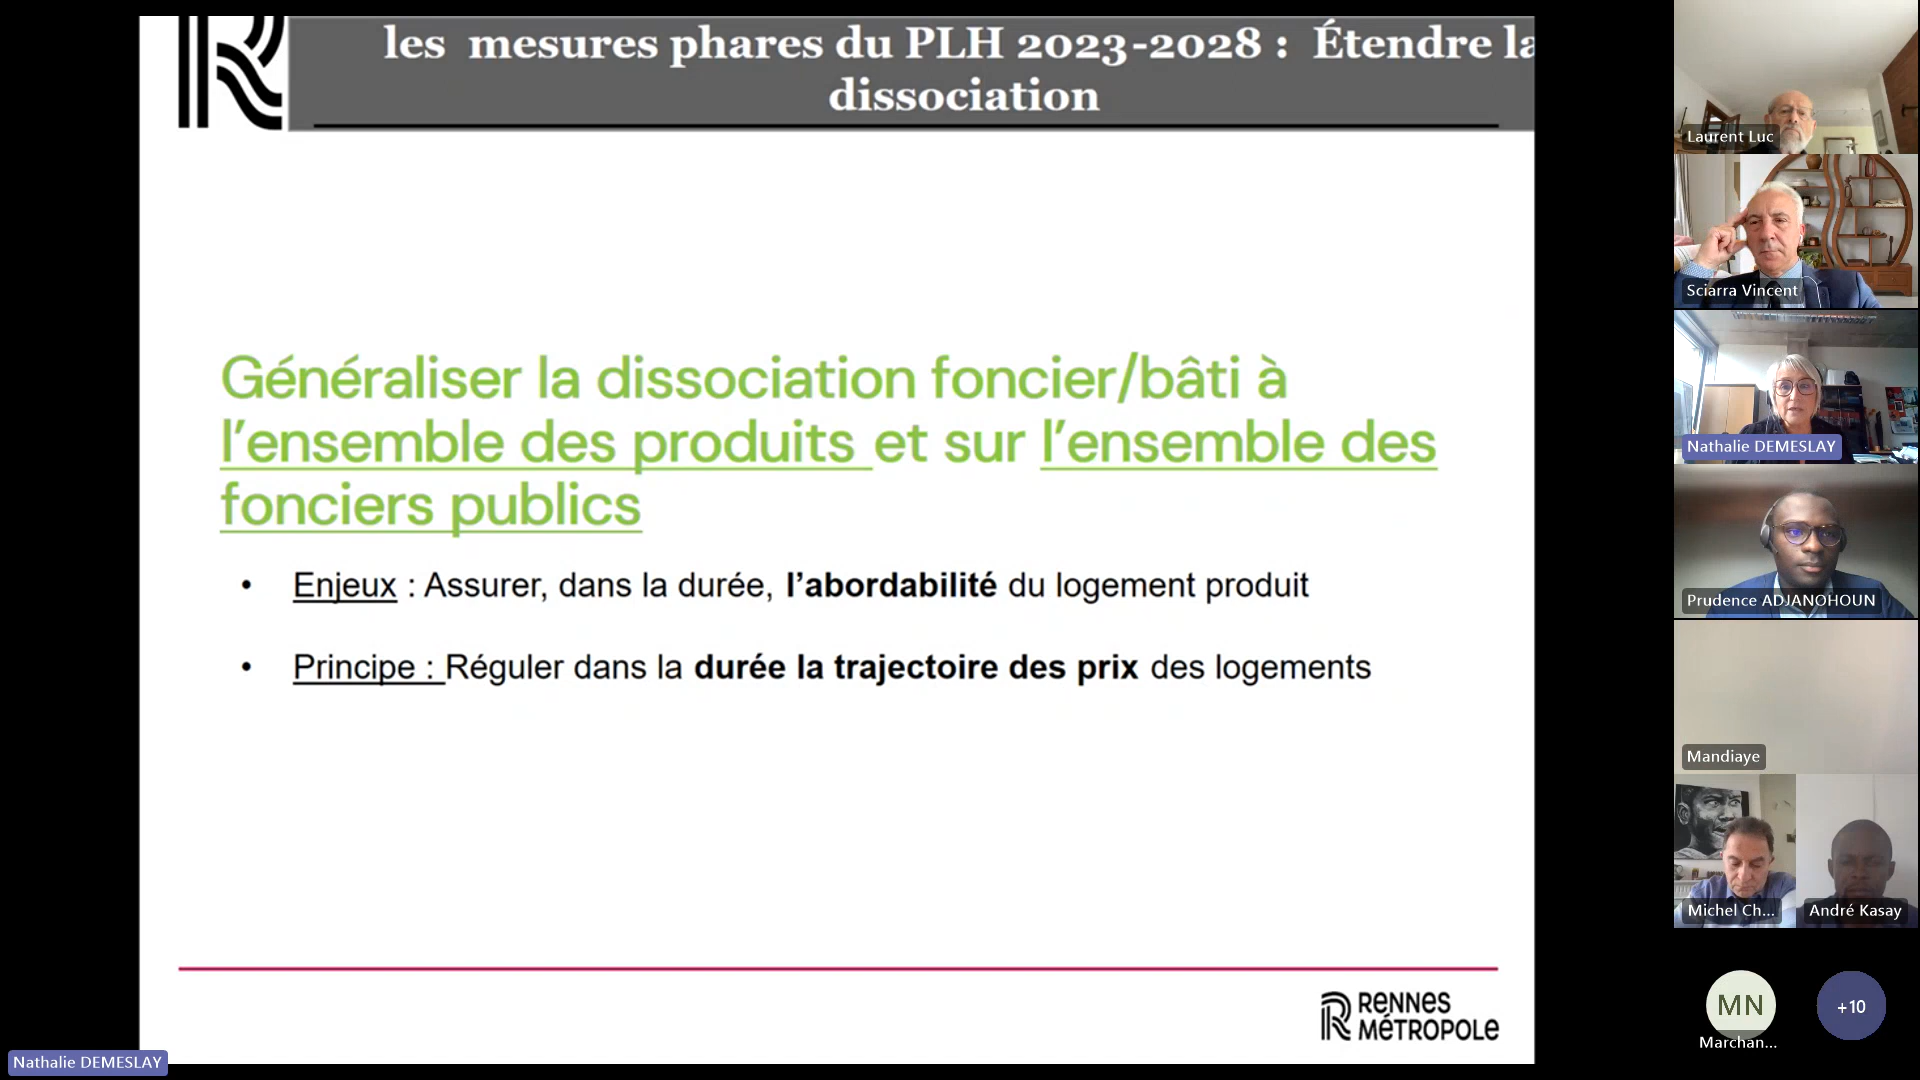 les mesures phares du PLH 2023-2028 : Étendre la
dissociation
Généraliser la dissociation foncier/bâti à
l’ensemble des produits et sur l’ensemble des
fonciers publics
• Enjeux : Assurer, dans la durée, l’abordabilité du logement produit
• Principe : Réguler dans la durée la trajectoire des prix des logements
RENNES
MÉTROPOLE
Nathalie DEMESLAY
Laurent Luc
Sciarra Vincent
Nathalie DEMESLAY
Prudence ADJANOHOUN
Mandiaye
Michel Ch...
André Kasay
MN
+10
Marchan...